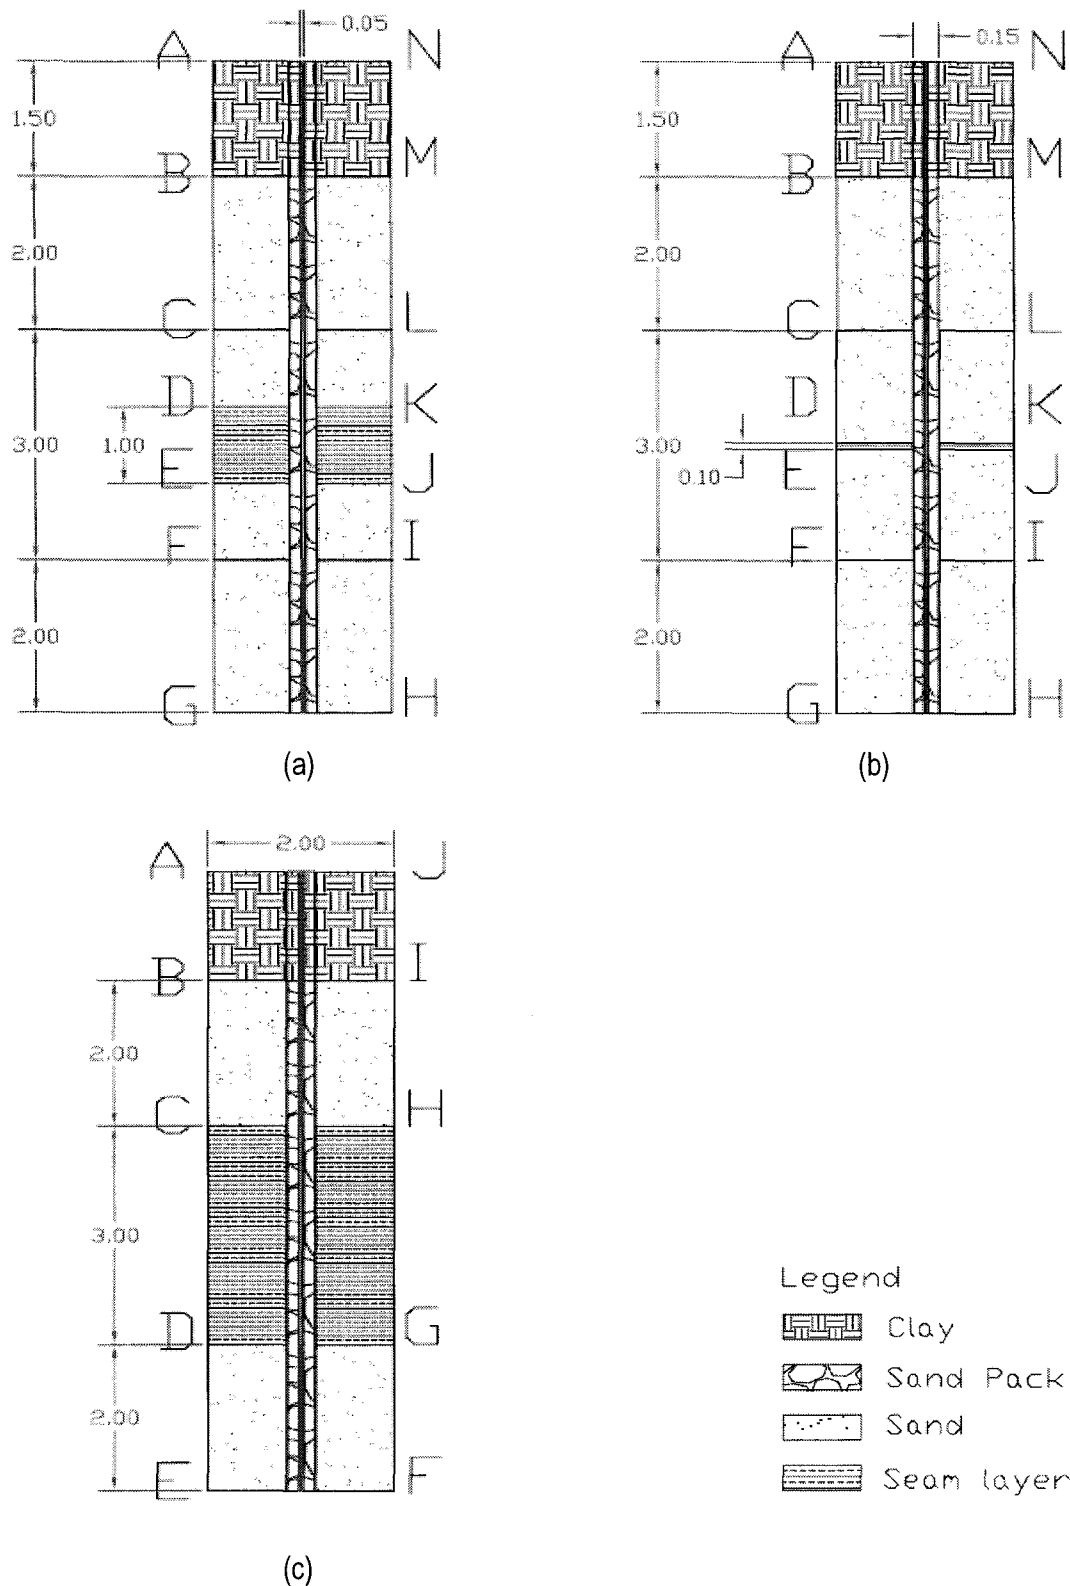 A 0.05 N
1.50
B M
2.00
C L
D K
3.00 1.00
E J
F I
2.00
G H
(a)
A 0.15 N
1.50
B M
2.00
C L
D K
3.00
0.10 E J
F I
2.00
G H
(b)
A 2.00 J
B I
2.00
C H
3.00
D G
2.00
E F
(c)
Legend
Clay
Sand Pack
Sand
Seam layer